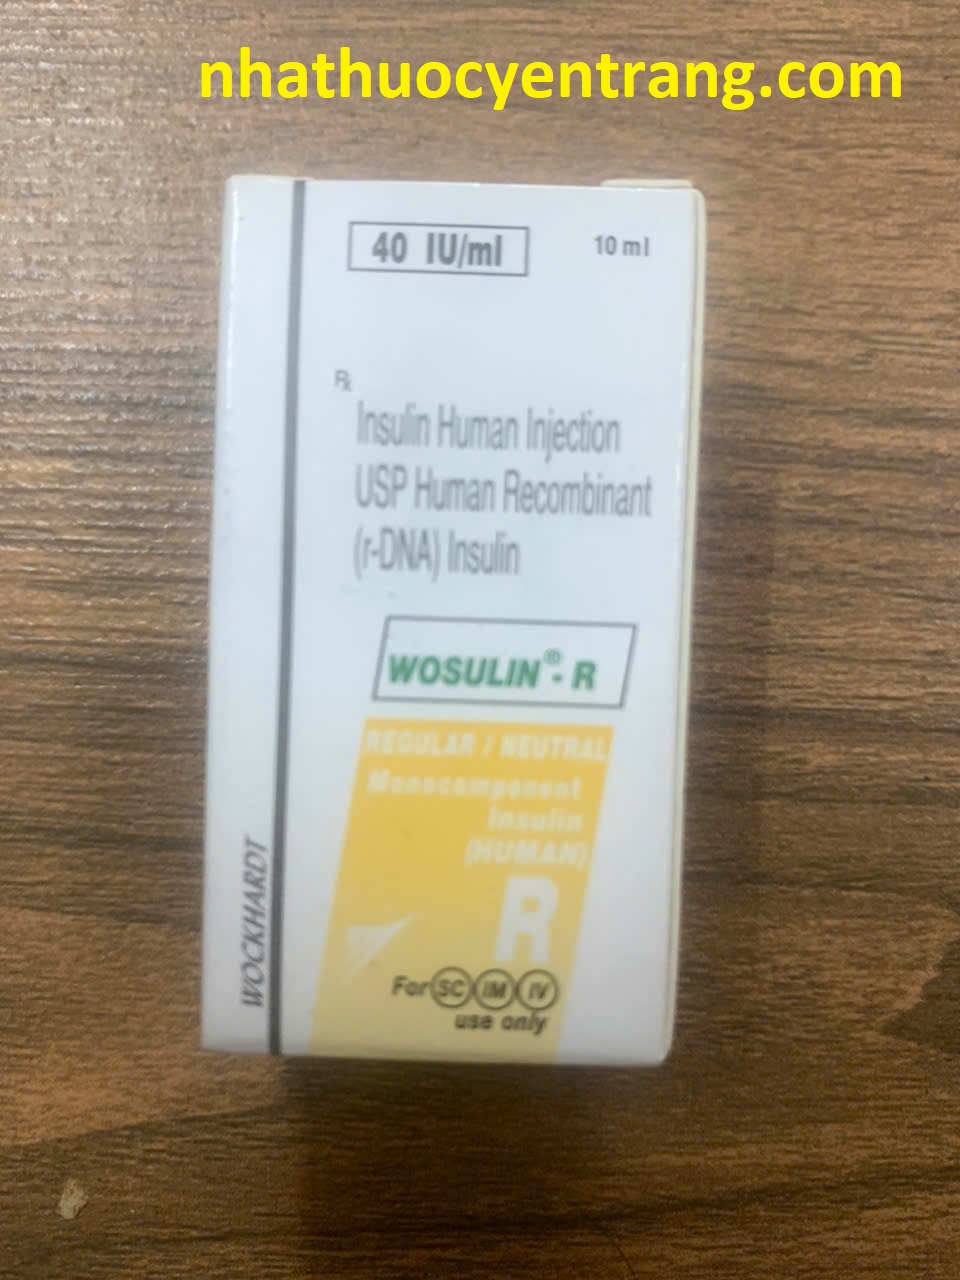 nhathuocyentrang.com
40 IU/ml
10 ml
Rx
Insulin Human Injection
USP Human Recombinant
(r-DNA) Insulin
WOSULIN® - R
REGULAR / NEUTRAL
Monocomponent
Insulin
(HUMAN)
R
For SC IM IV
use only
WOCKHARDT